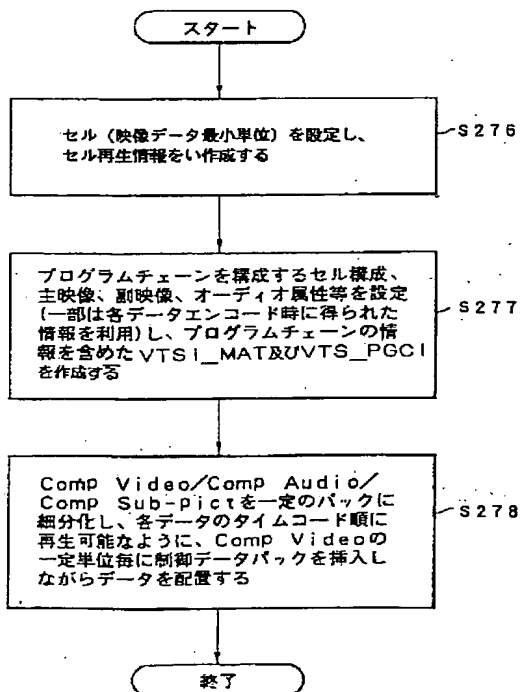 スタート
セル（映像データ最小単位）を設定し、
セル再生情報をい作成する
S276
プログラムチェーンを構成するセル構成、
主映像、副映像、オーディオ属性等を設定
（一部は各データエンコード時に得られた
情報を利用）し、プログラムチェーンの情
報を含めたVTSI_MAT及びVTS_PGCI
を作成する
S277
Comp Video/Comp Audio/
Comp Sub-pictを一定のパックに
細分化し、各データのタイムコード順に
再生可能なように、Comp Videoの
一定単位毎に制御データパックを挿入し
ながらデータを配置する
S278
終了